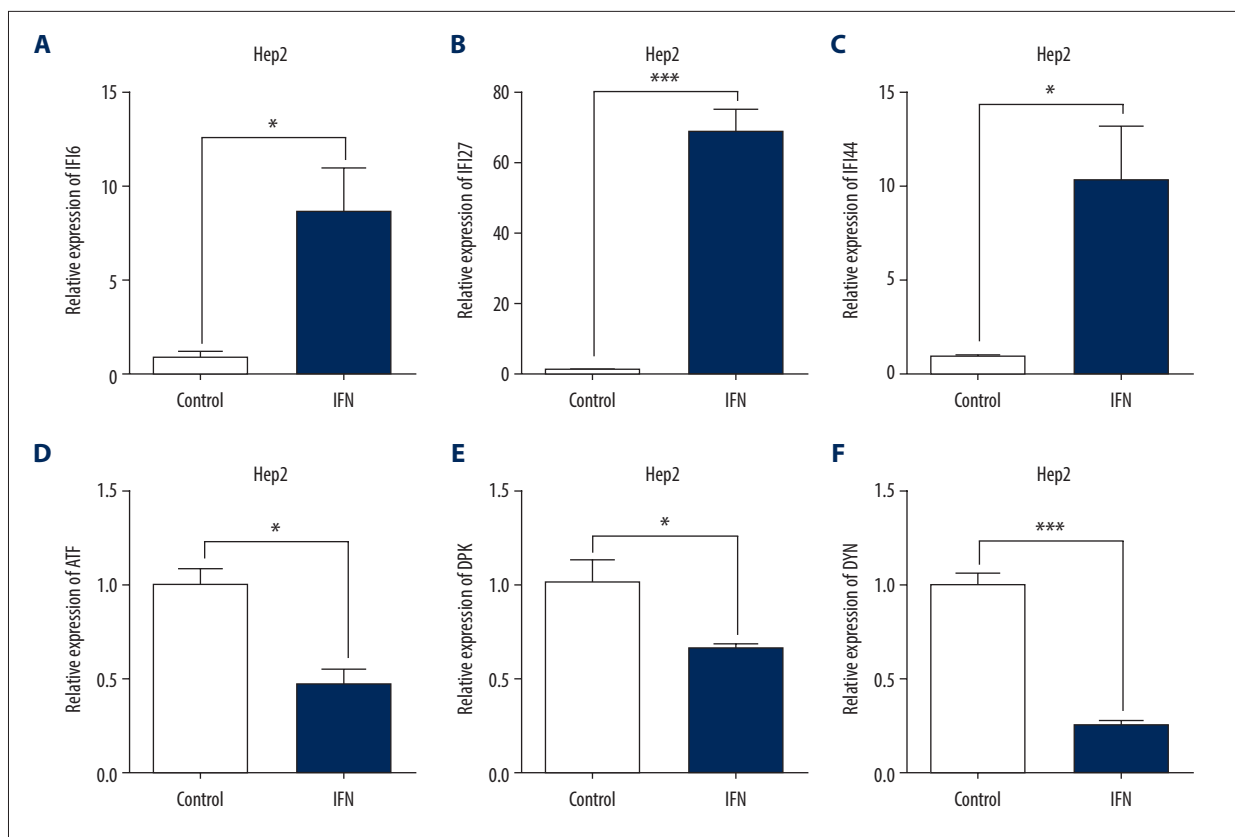 A
Hep2
15
10
5
0
Relative expression of IFI6
*
Control IFN
B
Hep2
80
60
40
20
0
Relative expression of IFI27
***
Control IFN
C
Hep2
15
10
5
0
Relative expression of IFI44
*
Control IFN
D
Hep2
1.5
1.0
0.5
0.0
Relative expression of ATF
*
Control IFN
E
Hep2
1.5
1.0
0.5
0.0
Relative expression of DPK
*
Control IFN
F
Hep2
1.5
1.0
0.5
0.0
Relative expression of DYN
***
Control IFN